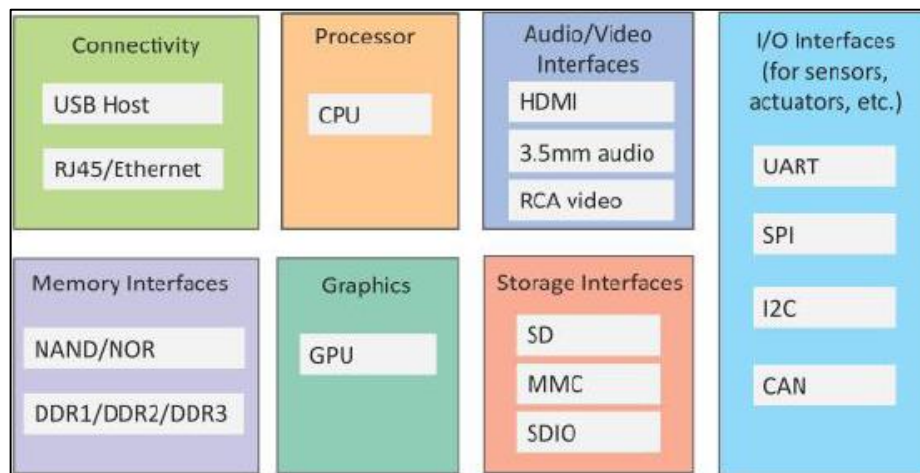 Connectivity
USB Host
RJ45/Ethernet
Processor
CPU
Audio/Video
Interfaces
HDMI
3.5mm audio
RCA video
I/O Interfaces
(for sensors,
actuators, etc.)
UART
SPI
I2C
CAN
Memory Interfaces
NAND/NOR
DDR1/DDR2/DDR3
Graphics
GPU
Storage Interfaces
SD
MMC
SDIO